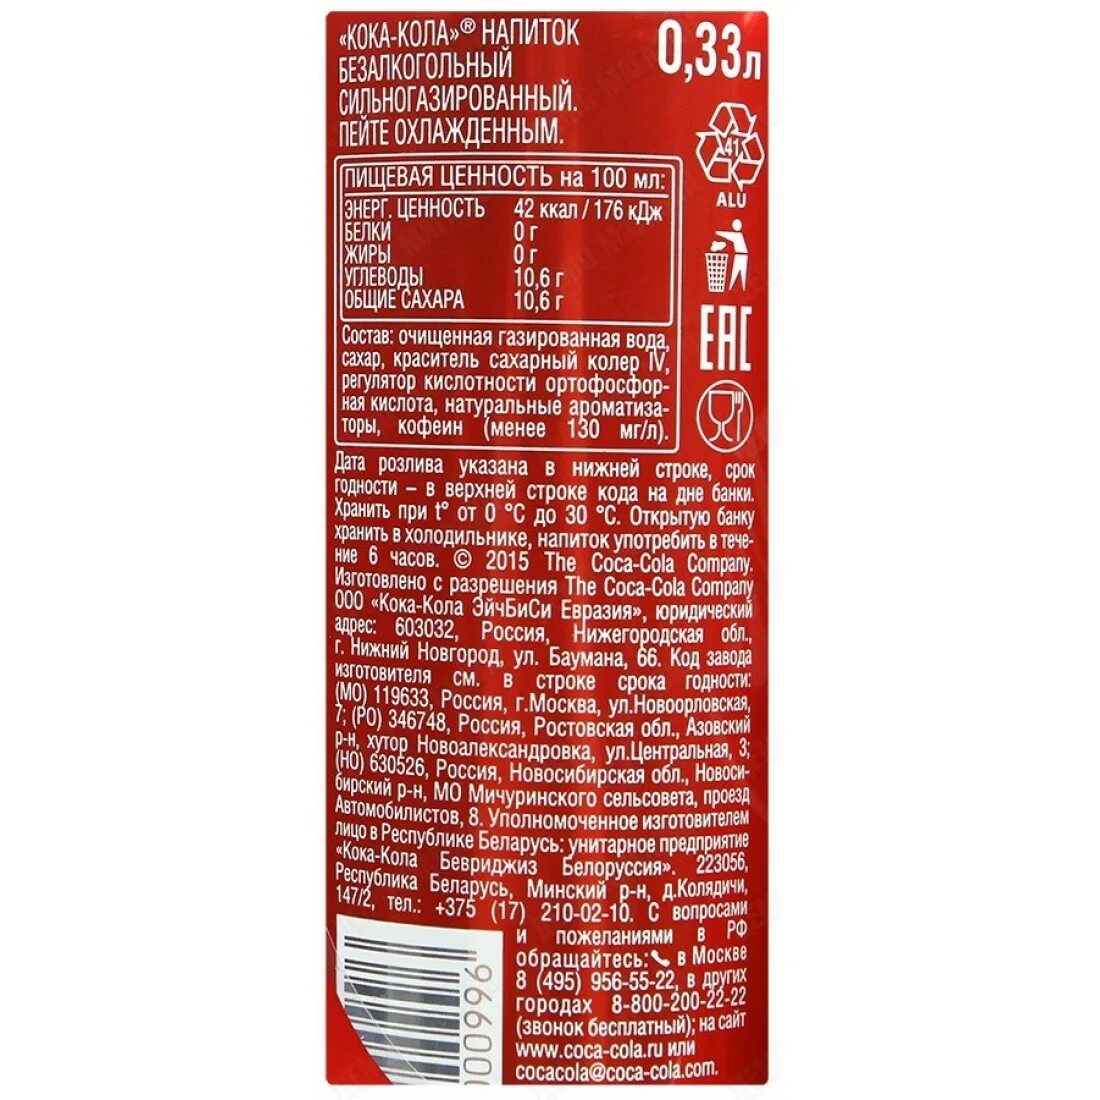 «КОКА-КОЛА»® НАПИТОК
БЕЗАЛКОГОЛЬНЫЙ
СИЛЬНОГАЗИРОВАННЫЙ.
ПЕЙТЕ ОХЛАЖДЕННЫМ.
0,33л
41
ALU
ПИЩЕВАЯ ЦЕННОСТЬ на 100 мл:
ЭНЕРГ. ЦЕННОСТЬ 42 ккал / 176 кДж
БЕЛКИ 0 г
ЖИРЫ 0 г
УГЛЕВОДЫ 10,6 г
ОБЩИЕ САХАРА 10,6 г
EAC
Состав: очищенная газированная вода,
сахар, краситель сахарный колер IV,
регулятор кислотности ортофосфор-
ная кислота, натуральные ароматиза-
торы, кофеин (менее 130 мг/л).
Дата розлива указана в нижней строке, срок
годности – в верхней строке кода на дне банки.
Хранить при t° от 0 °C до 30 °C. Открытую банку
хранить в холодильнике, напиток употребить в тече-
ние 6 часов. © 2015 The Coca-Cola Company.
Изготовлено с разрешения The Coca-Cola Company
ООО «Кока-Кола ЭйчБиСи Евразия», юридический
адрес: 603032, Россия, Нижегородская обл.,
г. Нижний Новгород, ул. Баумана, 66. Код завода
изготовителя см. в строке срока годности:
(МО) 119633, Россия, г.Москва, ул.Новоорловская,
7; (РО) 346748, Россия, Ростовская обл., Азовский
р-н, хутор Новоалександровка, ул.Центральная, 3;
(НО) 630526, Россия, Новосибирская обл., Новоси-
бирский р-н, МО Мичуринского сельсовета, проезд
Автомобилистов, 8. Уполномоченное изготовителем
лицо в Республике Беларусь: унитарное предприятие
«Кока-Кола Бевриджиз Белоруссия». 223056,
Республика Беларусь, Минский р-н, д.Колядичи,
147/2, тел.: +375 (17) 210-02-10. С вопросами
и пожеланиями в РФ
обращайтесь: в Москве
8 (495) 956-55-22, в других
городах 8-800-200-22-22
(звонок бесплатный); на сайт
www.coca-cola.ru или
cocacola@coca-cola.com.
000996